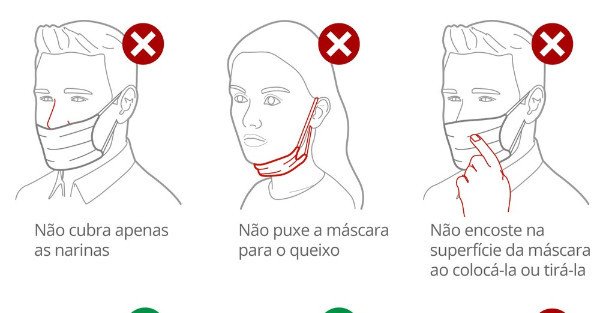 Não cubra apenas
as narinas
Não puxe a máscara
para o queixo
Não encoste na
superfície da máscara
ao colocá-la ou tirá-la